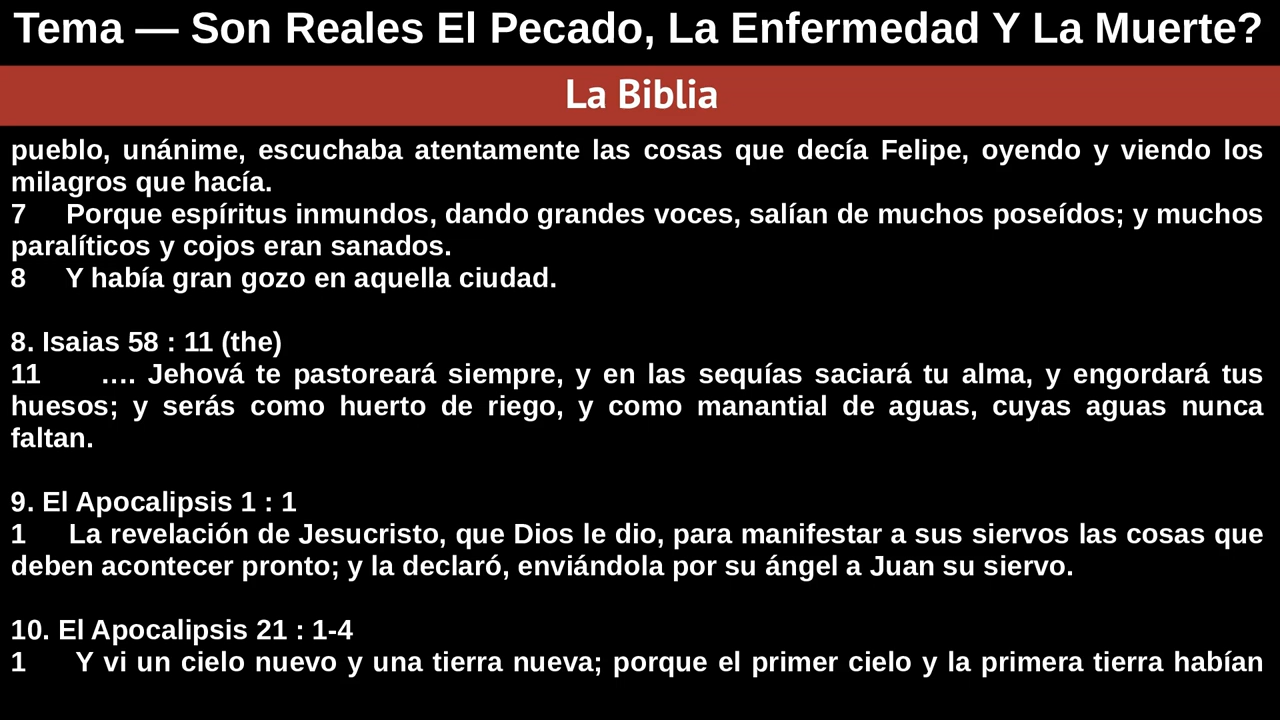 Tema — Son Reales El Pecado, La Enfermedad Y La Muerte?
La Biblia
pueblo, unánime, escuchaba atentamente las cosas que decía Felipe, oyendo y viendo los
milagros que hacía.
7 Porque espíritus inmundos, dando grandes voces, salían de muchos poseídos; y muchos
paralíticos y cojos eran sanados.
8 Y había gran gozo en aquella ciudad.
8. Isaias 58 : 11 (the)
11 …. Jehová te pastoreará siempre, y en las sequías saciará tu alma, y engordará tus
huesos; y serás como huerto de riego, y como manantial de aguas, cuyas aguas nunca
faltan.
9. El Apocalipsis 1 : 1
1 La revelación de Jesucristo, que Dios le dio, para manifestar a sus siervos las cosas que
deben acontecer pronto; y la declaró, enviándola por su ángel a Juan su siervo.
10. El Apocalipsis 21 : 1-4
1 Y vi un cielo nuevo y una tierra nueva; porque el primer cielo y la primera tierra habían